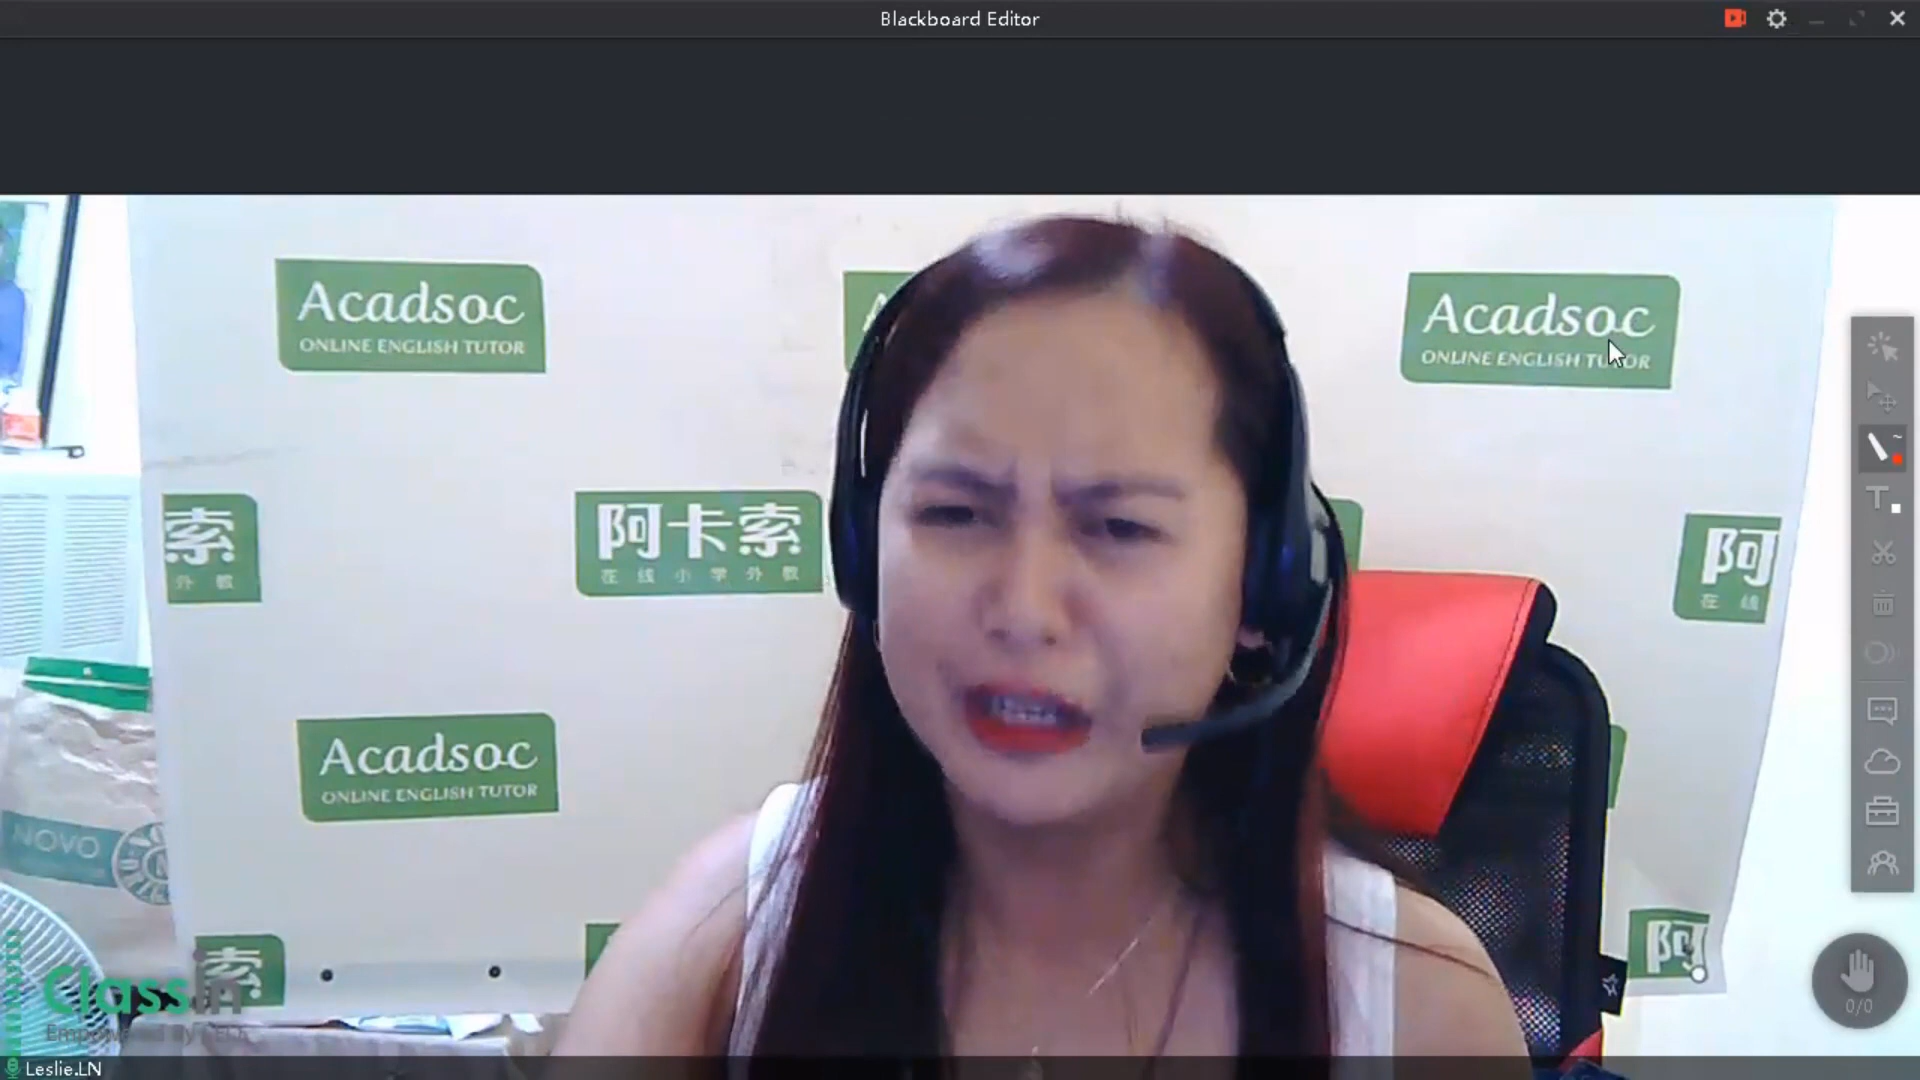 Blackboard Editor
Acadsoc
ONLINE ENGLISH TUTOR
Acadsoc
ONLINE ENGLISH TUTOR
索
外 教
阿卡索
在 线 小 学 外 教
阿
在 线
Acadsoc
ONLINE ENGLISH TUTOR
NOVO
索
阿
Classin
0/0
Leslie.LN